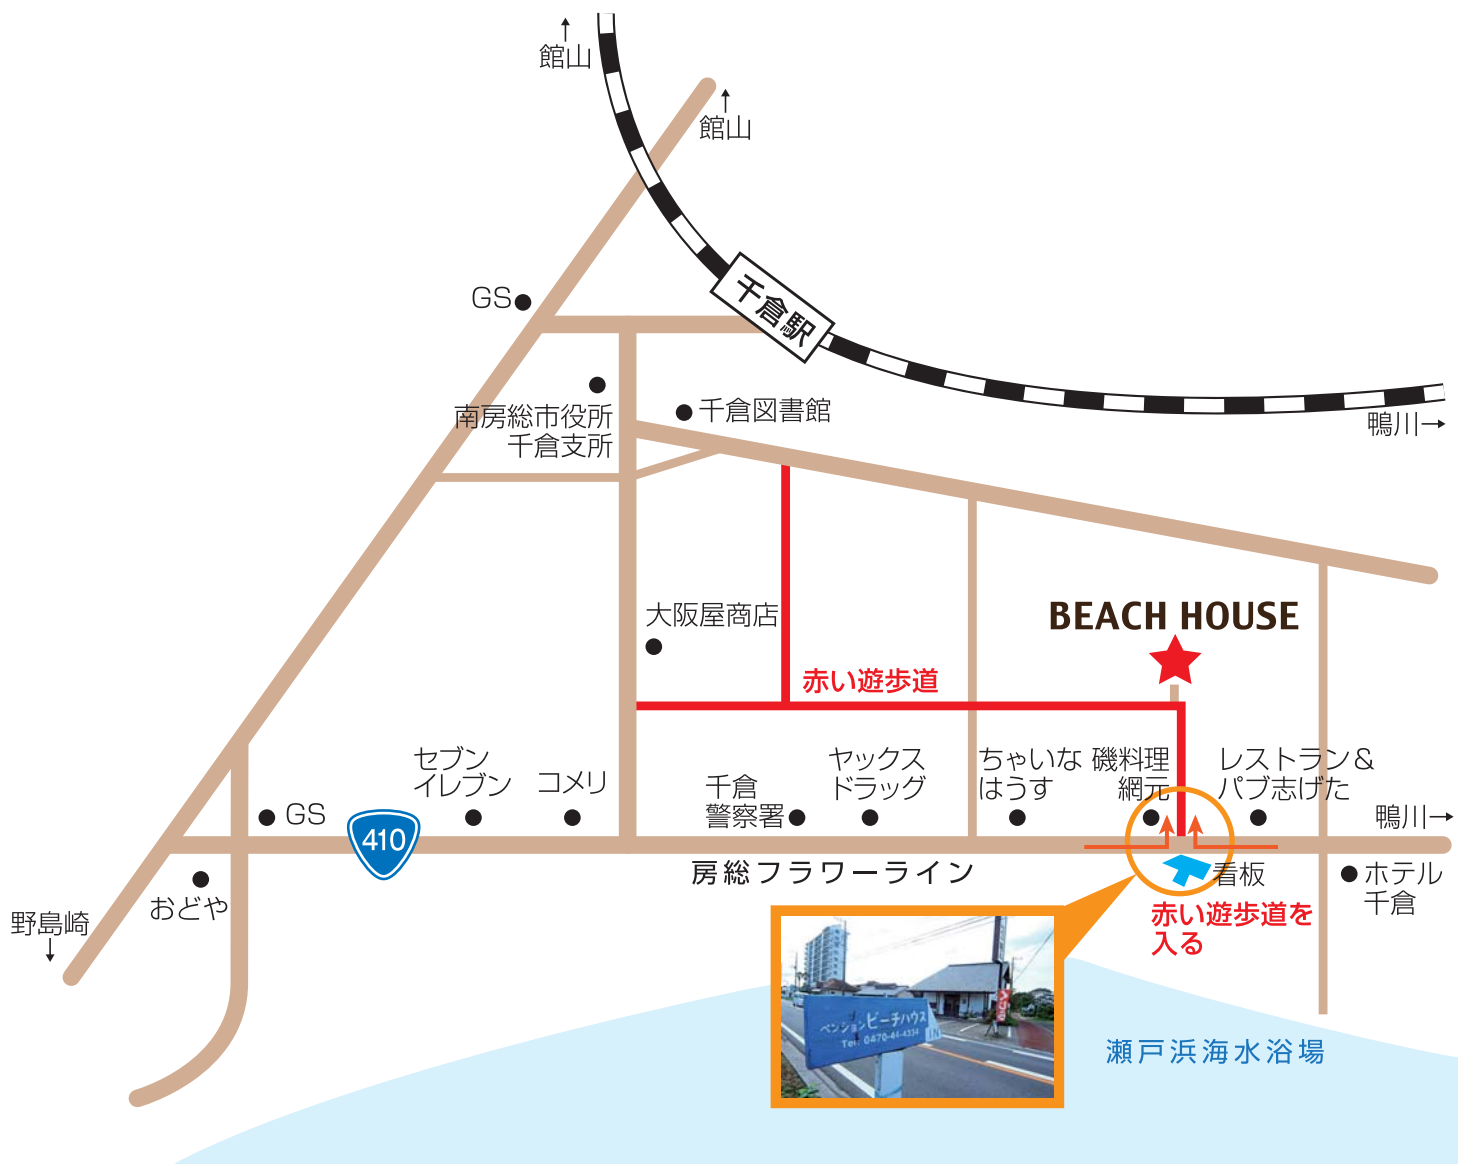 館山
館山
千倉駅
GS
南房総市役所
千倉支所
千倉図書館
鴨川
大阪屋商店
BEACH HOUSE
赤い遊歩道
セブン
イレブン
コメリ
千倉
警察署
ヤックス
ドラッグ
ちゃいな
はうす
磯料理
網元
レストラン&
パブ志げた
GS
410
鴨川
房総フラワーライン
看板
ホテル
千倉
おどや
野島崎
赤い遊歩道を
入る
ペンションビーチハウス
Tel. 0470-44-4334
IN
瀬戸浜海水浴場